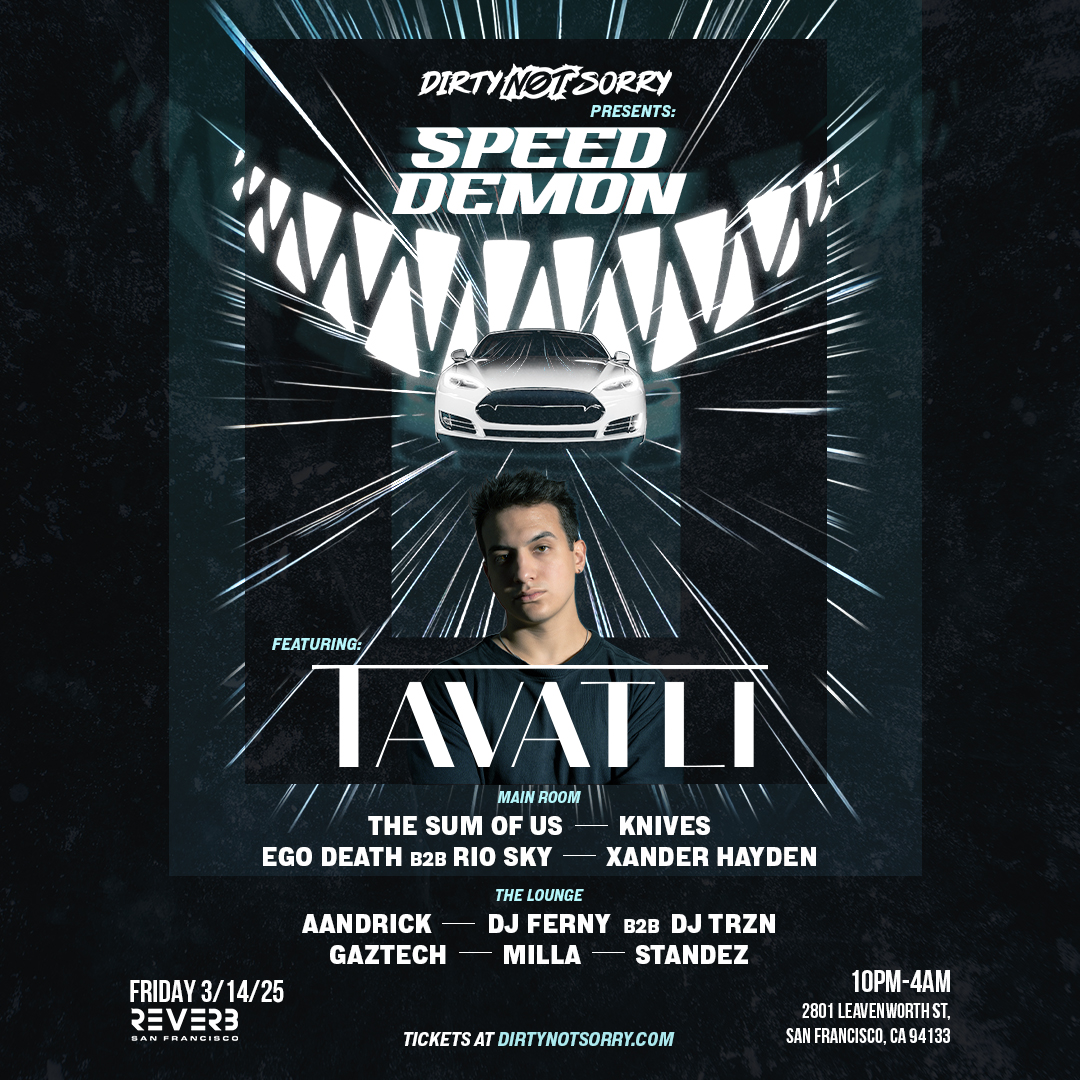 DIRTY NOT SORRY
PRESENTS:
SPEED
DEMON
FEATURING:
TAVATLI
MAIN ROOM
THE SUM OF US — KNIVES
EGO DEATH B2B RIO SKY — XANDER HAYDEN
THE LOUNGE
AANDRICK — DJ FERNY B2B DJ TRZN
GAZTECH — MILLA — STANDEZ
FRIDAY 3/14/25
REVERB
SAN FRANCISCO
TICKETS AT DIRTYNOTSORRY.COM
10PM-4AM
2801 LEAVENWORTH ST,
SAN FRANCISCO, CA 94133